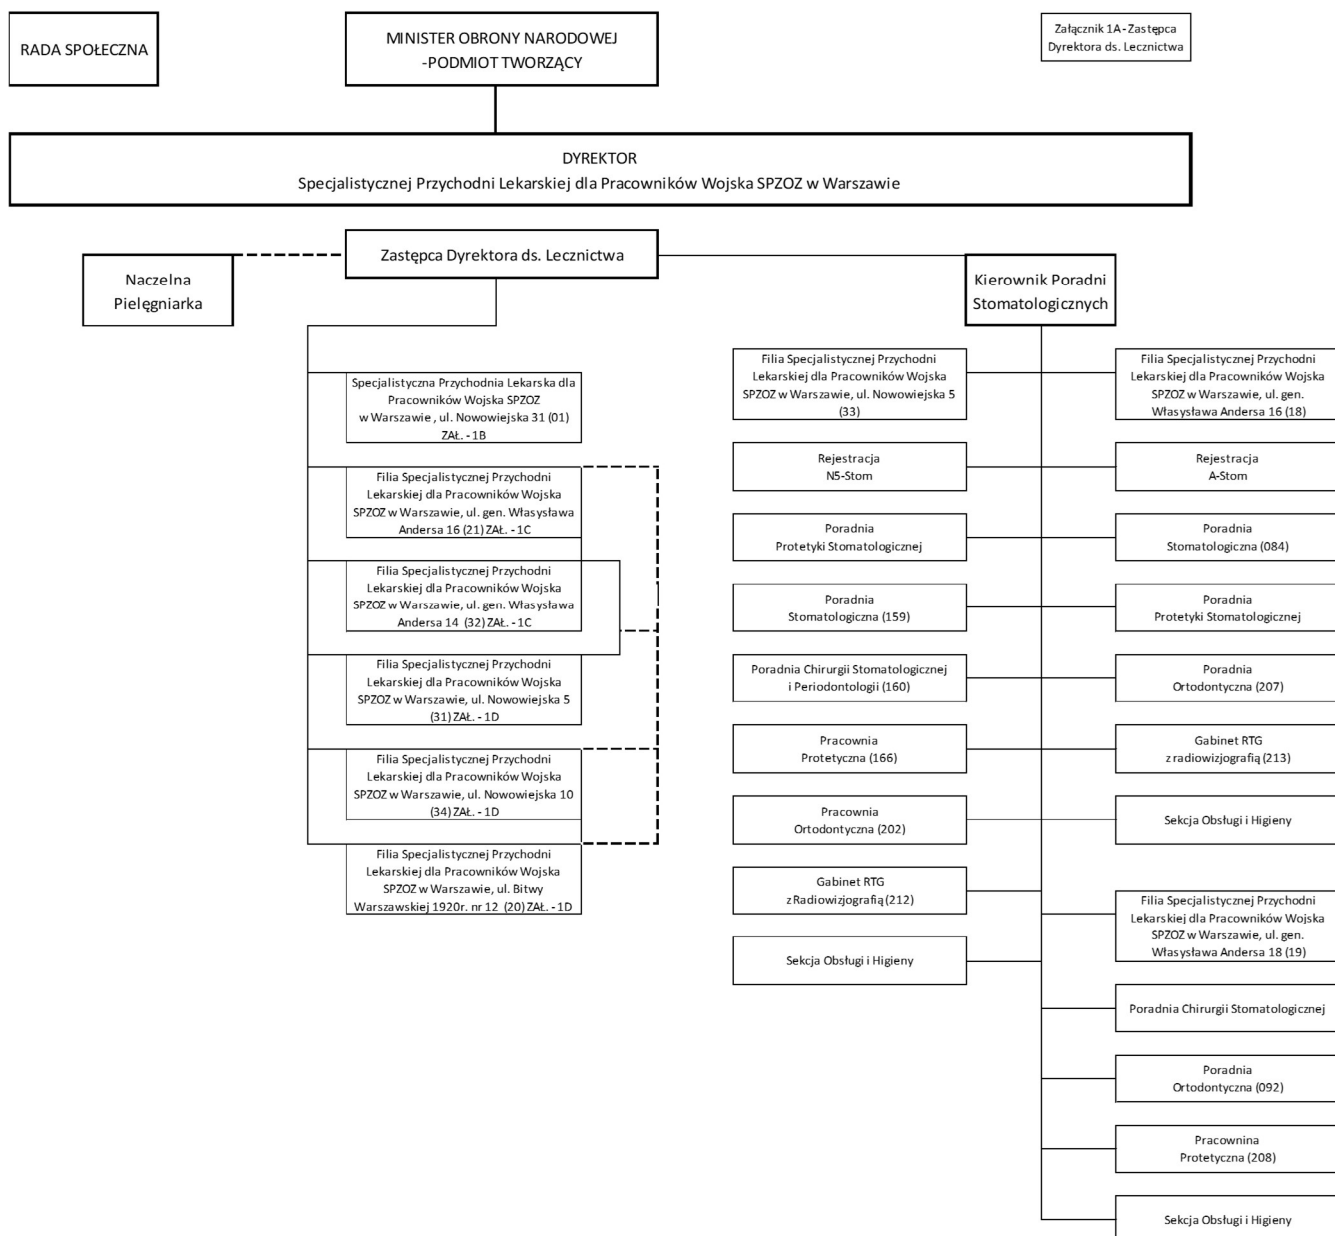 RADA SPOŁECZNA
MINISTER OBRONY NARODOWEJ
-PODMIOT TWORZĄCY
Załącznik 1A-Zastępca
Dyrektora ds. Lecznictwa
DYREKTOR
Specjalistycznej Przychodni Lekarskiej dla Pracowników Wojska SPZOZ w Warszawie
Zastępca Dyrektora ds. Lecznictwa
Naczelna
Pielęgniarka
Kierownik Poradni
Stomatologicznych
Specjalistyczna Przychodnia Lekarska dla
Pracowników Wojska SPZOZ
w Warszawie , ul. Nowowiejska 31 (01)
ZAŁ. - 1B
Filia Specjalistycznej Przychodni
Lekarskiej dla Pracowników Wojska
SPZOZ w Warszawie, ul. gen. Własysława
Andersa 16 (21) ZAŁ. - 1C
Filia Specjalistycznej Przychodni
Lekarskiej dla Pracowników Wojska
SPZOZ w Warszawie, ul. gen. Własysława
Andersa 14 (32) ZAŁ. -1C
Filia Specjalistycznej Przychodni
Lekarskiej dla Pracowników Wojska
SPZOZ w Warszawie, ul. Nowowiejska 5
(31) ZAŁ. - 1D
Filia Specjalistycznej Przychodni
Lekarskiej dla Pracowników Wojska
SPZOZ w Warszawie, ul. Nowowiejska 10
(34) ZAŁ. - 1D
Filia Specjalistycznej Przychodni
Lekarskiej dla Pracowników Wojska
SPZOZ w Warszawie, ul. Bitwy
Warszawskiej 1920r. nr 12 (20) ZAŁ. - 1D
Filia Specjalistycznej Przychodni
Lekarskiej dla Pracowników Wojska
SPZOZ w Warszawie, ul. Nowowiejska 5
(33)
Rejestracja
N5-Stom
Poradnia
Protetyki Stomatologicznej
Poradnia
Stomatologiczna (159)
Poradnia Chirurgii Stomatologicznej
i Periodontologii (160)
Pracownia
Protetyczna (166)
Pracownia
Ortodontyczna (202)
Gabinet RTG
z Radiowizjografią (212)
Sekcja Obsługi i Higieny
Filia Specjalistycznej Przychodni
Lekarskiej dla Pracowników Wojska
SPZOZ w Warszawie, ul. gen.
Własysława Andersa 16 (18)
Rejestracja
A-Stom
Poradnia
Stomatologiczna (084)
Poradnia
Protetyki Stomatologicznej
Poradnia
Ortodontyczna (207)
Gabinet RTG
z radiowizjografią (213)
Sekcja Obsługi i Higieny
Filia Specjalistycznej Przychodni
Lekarskiej dla Pracowników Wojska
SPZOZ w Warszawie, ul. gen.
Własysława Andersa 18 (19)
Poradnia Chirurgii Stomatologicznej
Poradnia
Ortodontyczna (092)
Pracownina
Protetyczna (208)
Sekcja Obsługi i Higieny